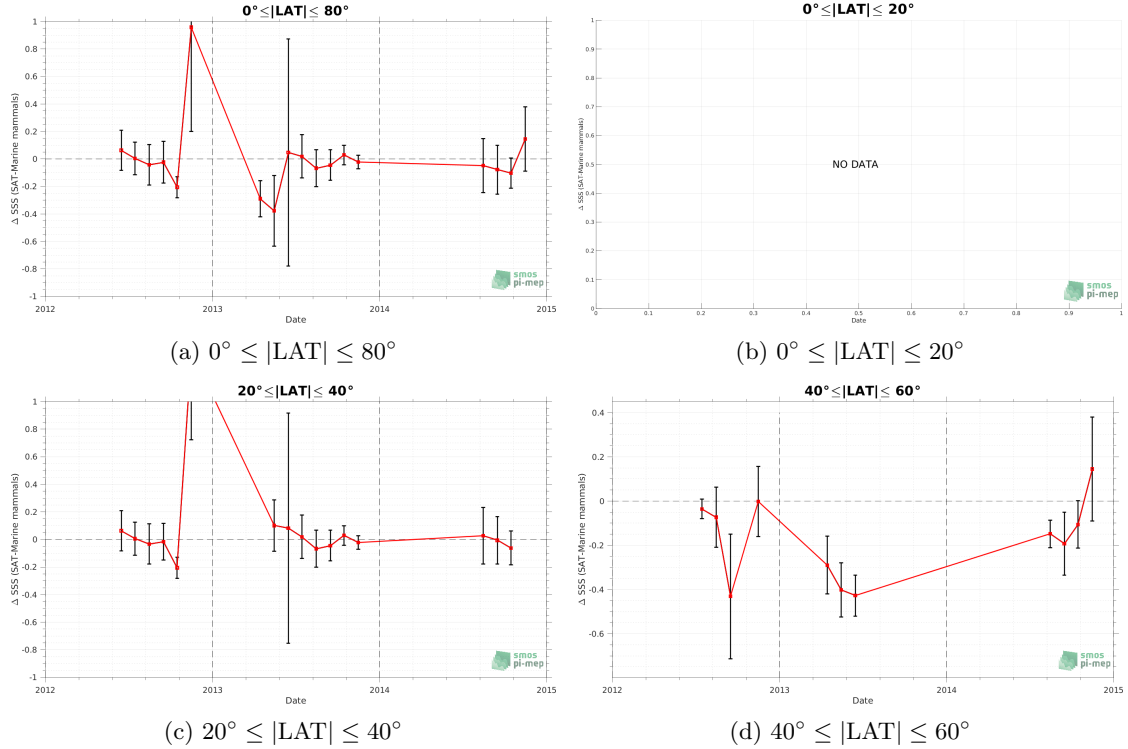 0°≤|LAT|≤ 80°
1
0.8
0.6
0.4
0.2
0
-0.2
-0.4
-0.6
-0.8
-1
Δ SSS (SAT-Marine mammals)
2012
2013
2014
2015
Date
smos
pi-mep
(a) 0° ≤ |LAT| ≤ 80°
0°≤|LAT|≤ 20°
1
0.9
0.8
0.7
0.6
0.5
0.4
0.3
0.2
0.1
0
Δ SSS (SAT-Marine mammals)
NO DATA
0
0.1
0.2
0.3
0.4
0.5
0.6
0.7
0.8
0.9
1
Date
smos
pi-mep
(b) 0° ≤ |LAT| ≤ 20°
20°≤|LAT|≤ 40°
1
0.8
0.6
0.4
0.2
0
-0.2
-0.4
-0.6
-0.8
-1
Δ SSS (SAT-Marine mammals)
2012
2013
2014
2015
Date
smos
pi-mep
(c) 20° ≤ |LAT| ≤ 40°
40°≤|LAT|≤ 60°
0.4
0.2
0
-0.2
-0.4
-0.6
Δ SSS (SAT-Marine mammals)
2012
2013
2014
2015
Date
smos
pi-mep
(d) 40° ≤ |LAT| ≤ 60°